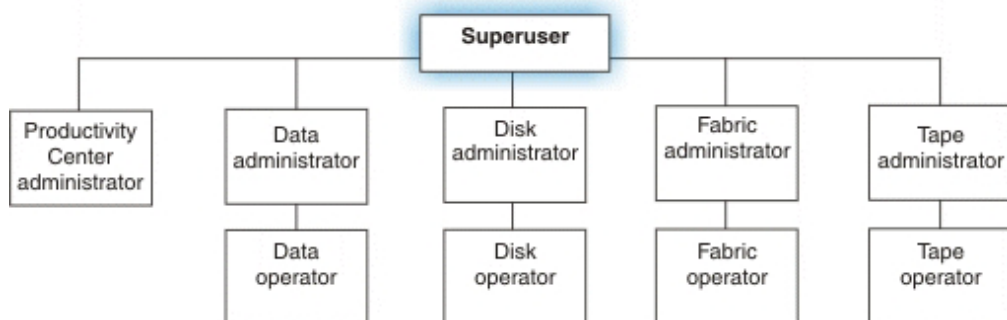 Superuser
Productivity
Center
administrator
Data
administrator
Disk
administrator
Fabric
administrator
Tape
administrator
Data
operator
Disk
operator
Fabric
operator
Tape
operator